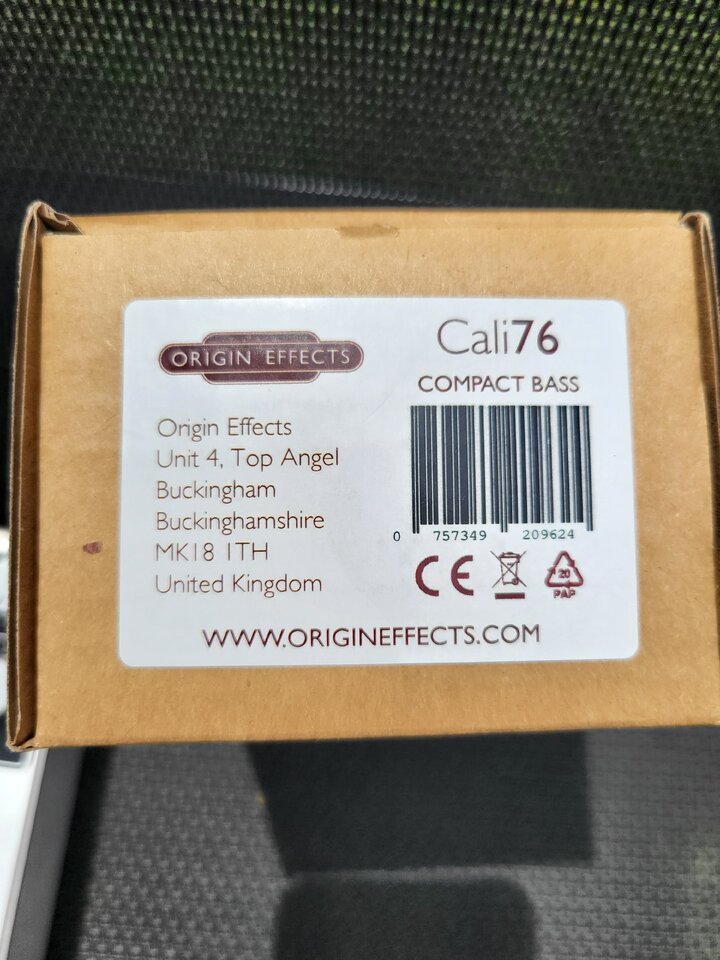 ORIGIN EFFECTS
Cali76
COMPACT BASS
Origin Effects
Unit 4, Top Angel
Buckingham
Buckinghamshire
MK18 1TH
United Kingdom
0 757349 209624
CE
20
PAP
WWW.ORIGINEFFECTS.COM